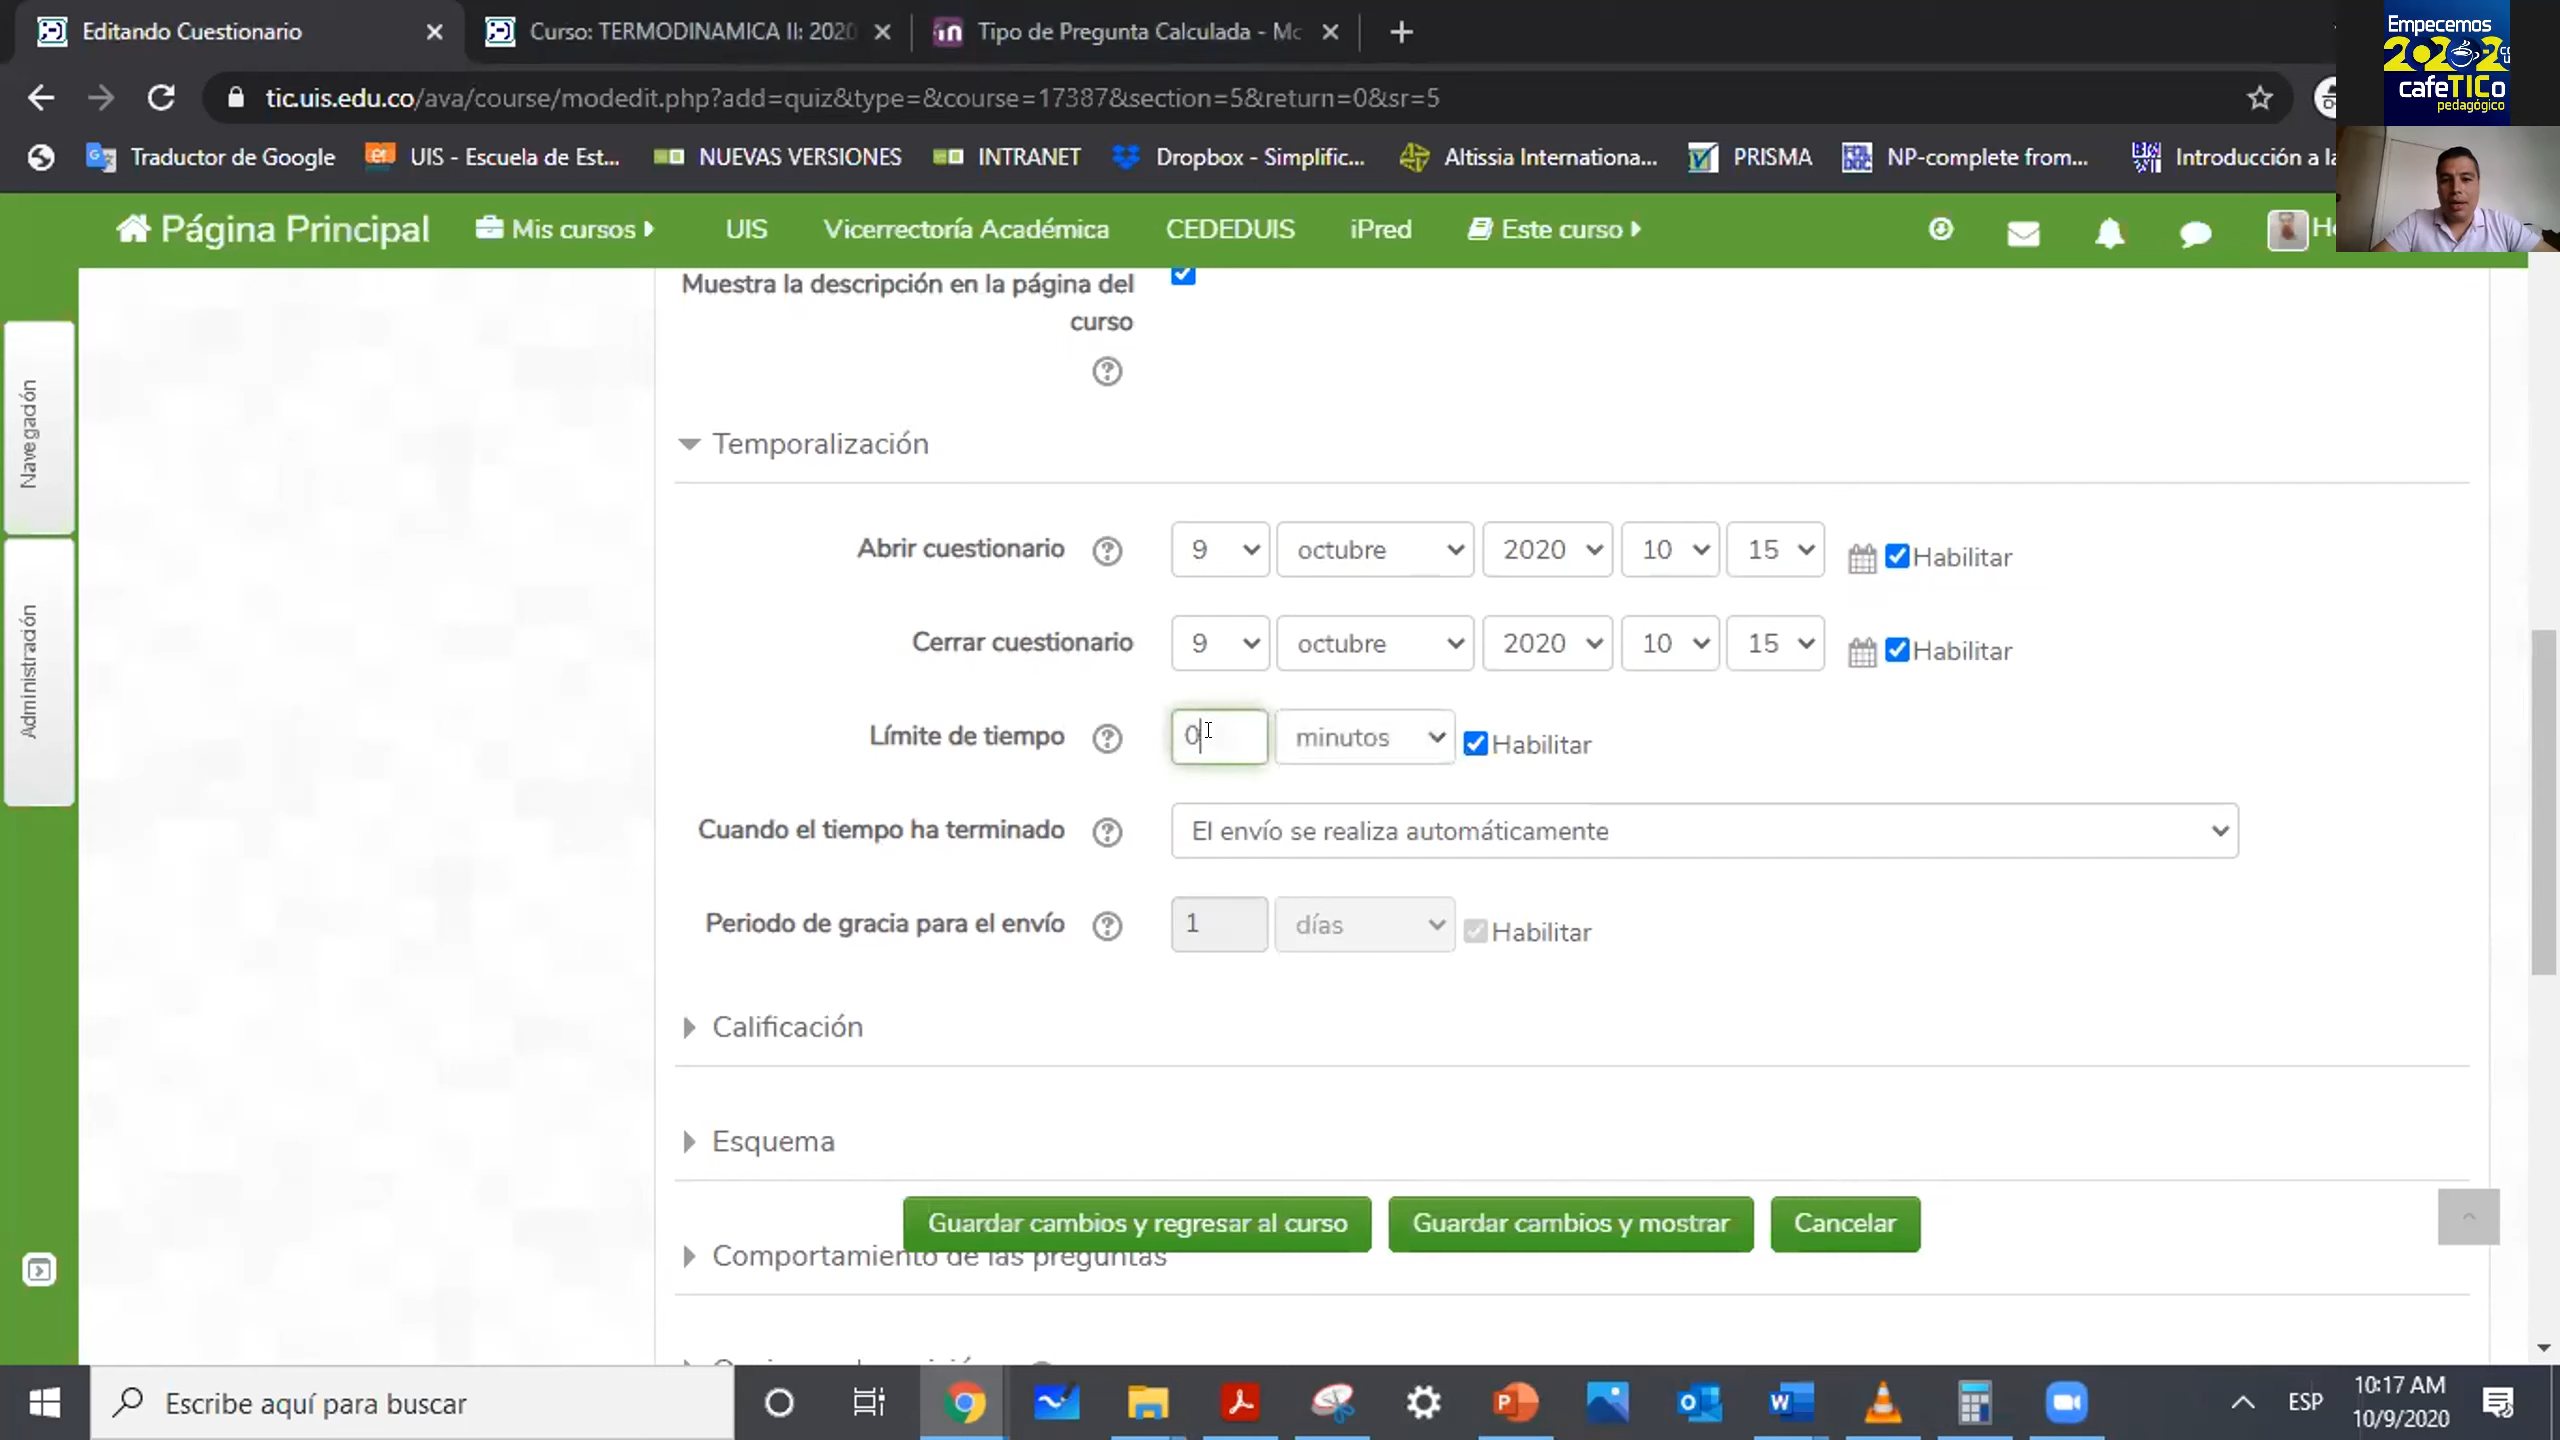 Editando Cuestionario
Curso: TERMODINAMICA II: 2020
Tipo de Pregunta Calculada - Mo
Empecemos
2020-2
cafeTICo
pedagógico
tic.uis.edu.co/ava/course/modedit.php?add=quiz&type=&course=17387&section=5&return=0&sr=5
Traductor de Google
UIS - Escuela de Est...
NUEVAS VERSIONES
INTRANET
Dropbox - Simplific...
Altissia Internationa...
PRISMA
NP-complete from...
Introducción a la
Página Principal
Mis cursos
UIS
Vicerrectoría Académica
CEDEDUIS
iPred
Este curso
Navegación
Administración
Muestra la descripción en la página del
curso
Temporalización
Abrir cuestionario
9 octubre 2020 10 15 Habilitar
Cerrar cuestionario
9 octubre 2020 10 15 Habilitar
Límite de tiempo
0 minutos Habilitar
Cuando el tiempo ha terminado
El envío se realiza automáticamente
Periodo de gracia para el envío
1 días Habilitar
Calificación
Esquema
Guardar cambios y regresar al curso
Guardar cambios y mostrar
Cancelar
Comportamiento de las preguntas
Escribe aquí para buscar
ESP
10:17 AM
10/9/2020